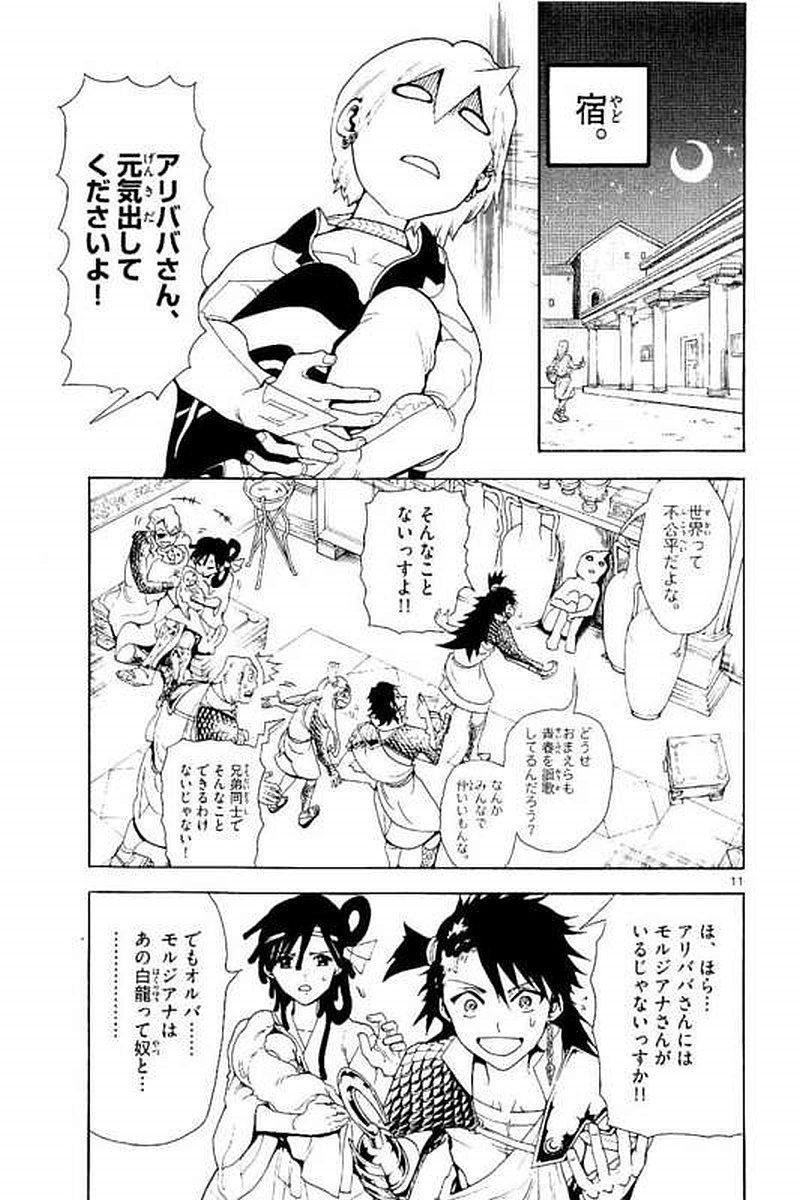 宿。
アリババさん、
元気出して
くださいよ！
世界って
不公平だよな。
そんなこと
ないっすよ!!
どうせ
おまえらも
青春を謳歌
してるんだろう？
なんか
みんなで
仲いいもんな。
兄弟同士で
そんなこと
できるわけ
ないじゃない！
11
ほ、ほら…
アリババさんには
モルジアナさんが
いるじゃないっすか!!
でもオルバ……
モルジアナは
あの白龍って奴と…
………………